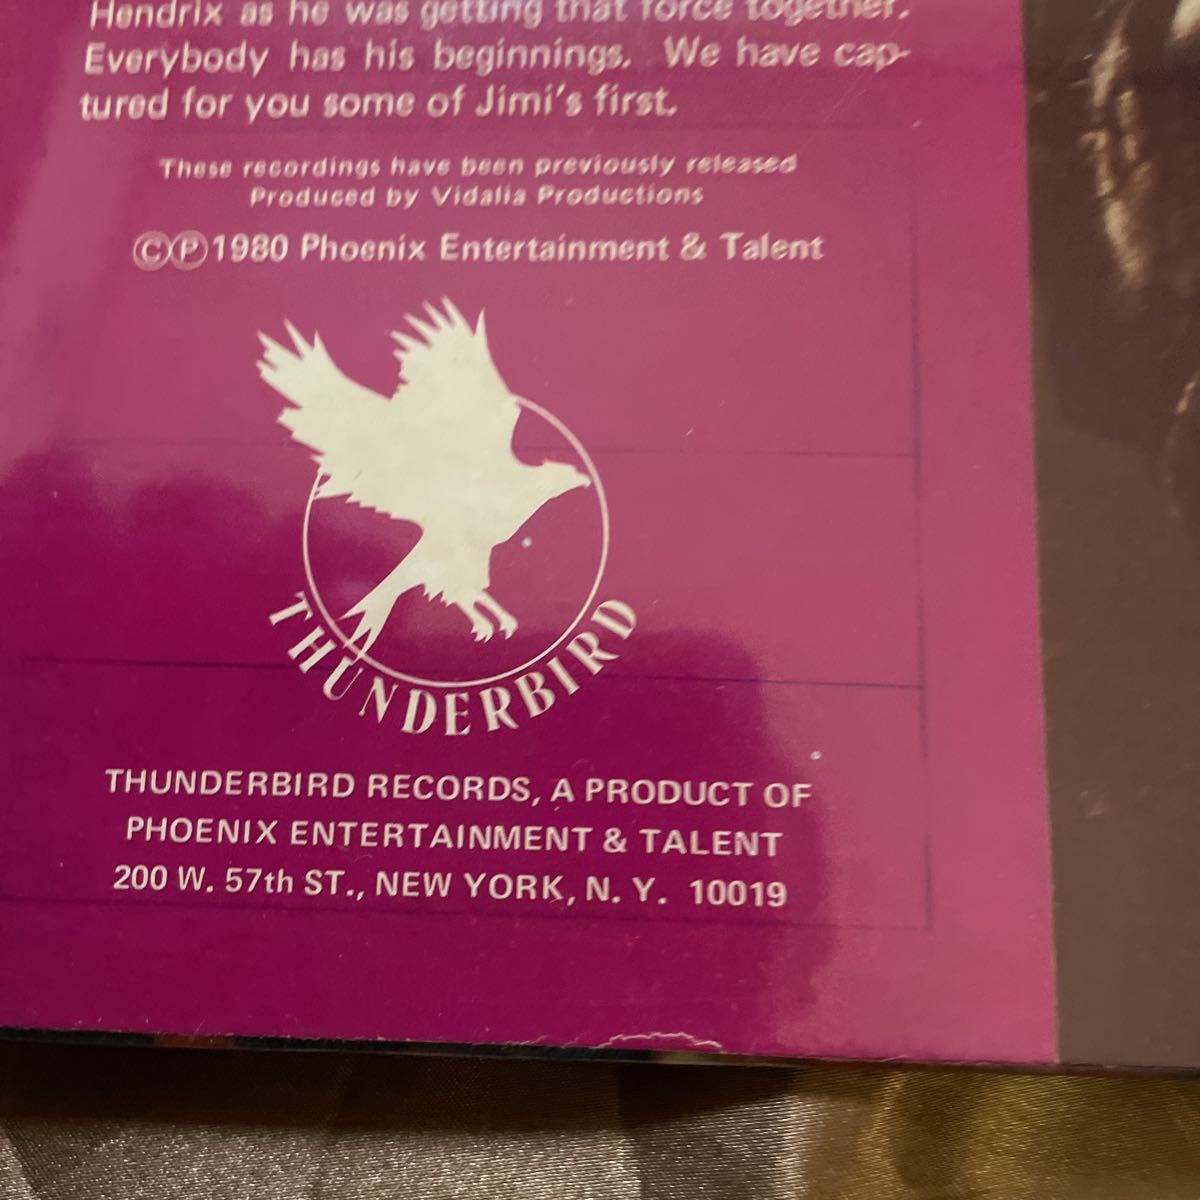 Hendrix as he was getting that force together.
Everybody has his beginnings. We have cap-
tured for you some of Jimi's first.
These recordings have been previously released
Produced by Vidalia Productions
©℗1980 Phoenix Entertainment & Talent
THUNDERBIRD
THUNDERBIRD RECORDS, A PRODUCT OF
PHOENIX ENTERTAINMENT & TALENT
200 W. 57th ST., NEW YORK, N. Y. 10019